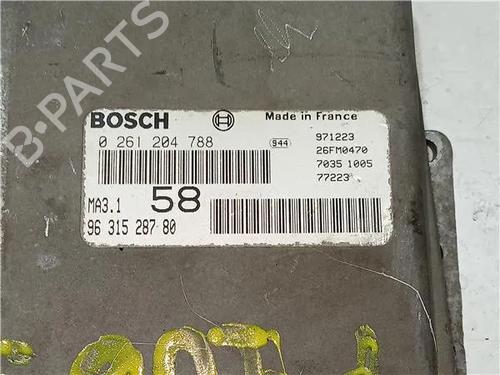 B-PARTS
BOSCH
Made in France
0 261 204 788
944
971223
26FM0470
7035 1005
77223
MA3.1
58
96 315 287 80